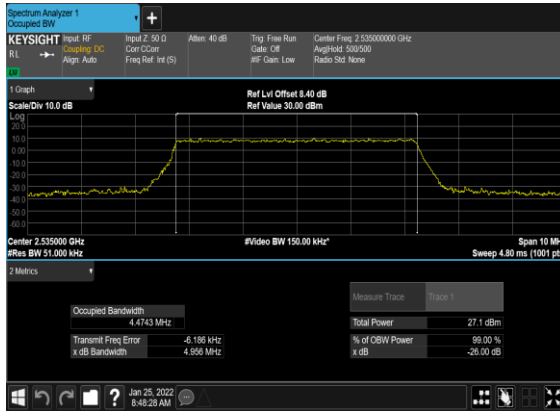 Spectrum Analyzer 1
Occupied BW
+
KEYSIGHT Input: RF Input Z: 50 Ω Atten: 40 dB Trig: Free Run Center Freq: 2.535000000 GHz
RL Coupling: DC Corr CCorr Gate: Off Avg|Hold: 500/500
Align: Auto Freq Ref: Int (S) #IF Gain: Low Radio Std: None
LW
1 Graph
Ref Lvl Offset 8.40 dB
Scale/Div 10.0 dB Ref Value 30.00 dBm
Log
20.0
10.0
0.00
-10.0
-20.0
-30.0
-40.0
-50.0
-60.0
Center 2.535000 GHz #Video BW 150.00 kHz* Span 10 MH
#Res BW 51.000 kHz Sweep 4.80 ms (1001 pt
2 Metrics
Measure Trace Trace 1
Occupied Bandwidth
4.4743 MHz Total Power 27.1 dBm
Transmit Freq Error -6.186 kHz % of OBW Power 99.00 %
x dB Bandwidth 4.956 MHz x dB -26.00 dB
? Jan 25, 2022
8:48:28 AM